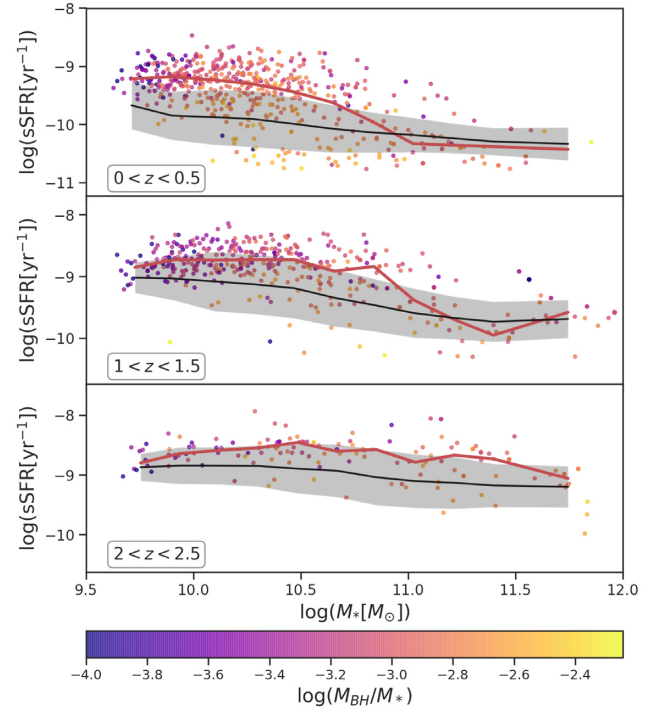 −8
−9
−10
−11
log(sSFR[yr⁻¹])
0 < z < 0.5
−8
−9
−10
log(sSFR[yr⁻¹])
1 < z < 1.5
−8
−9
−10
log(sSFR[yr⁻¹])
2 < z < 2.5
9.5 10.0 10.5 11.0 11.5 12.0
log(M*[M⊙])
−4.0 −3.8 −3.6 −3.4 −3.2 −3.0 −2.8 −2.6 −2.4
log(M_BH/M*)